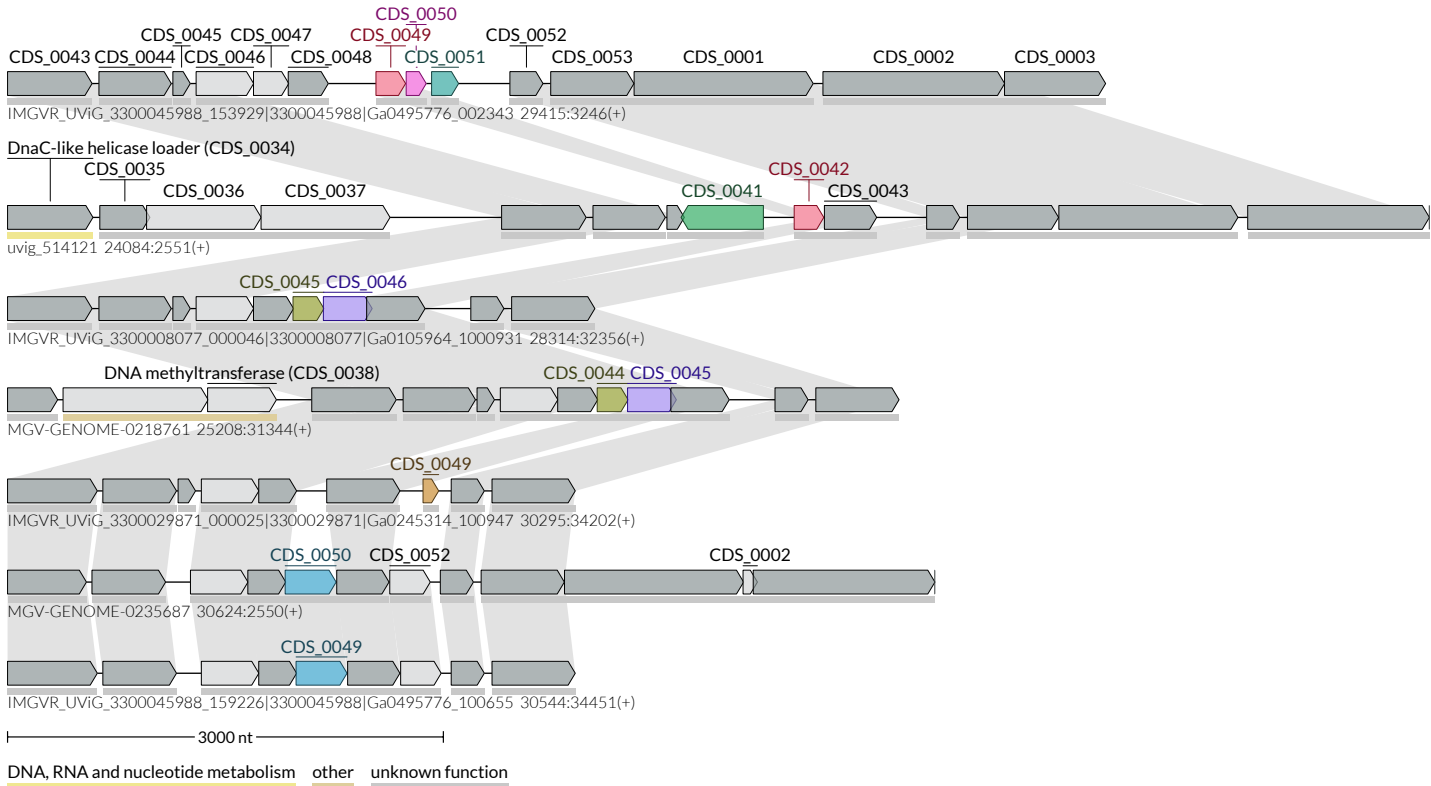 CDS_0050
CDS_0045 CDS_0047 CDS_0049 CDS_0052
CDS_0043 CDS_0044 CDS_0046 CDS_0048 CDS_0051 CDS_0053 CDS_0001 CDS_0002 CDS_0003
IMGVR_UViG_3300045988_153929|3300045988|Ga0495776_002343 29415:3246(+)
DnaC-like helicase loader (CDS_0034)
CDS_0035 CDS_0042
CDS_0036 CDS_0037 CDS_0041 CDS_0043
uvig_514121 24084:2551(+)
CDS_0045 CDS_0046
IMGVR_UViG_3300008077_000046|3300008077|Ga0105964_1000931 28314:32356(+)
DNA methyltransferase (CDS_0038) CDS_0044 CDS_0045
MGV-GENOME-0218761 25208:31344(+)
CDS_0049
IMGVR_UViG_3300029871_000025|3300029871|Ga0245314_100947 30295:34202(+)
CDS_0050 CDS_0052 CDS_0002
MGV-GENOME-0235687 30624:2550(+)
CDS_0049
IMGVR_UViG_3300045988_159226|3300045988|Ga0495776_100655 30544:34451(+)
3000 nt
DNA, RNA and nucleotide metabolism other unknown function